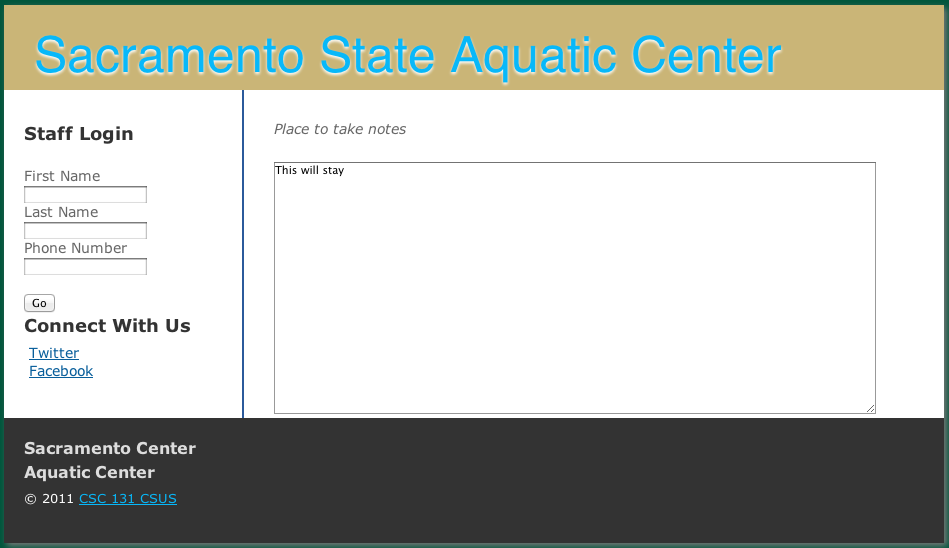 Sacramento State Aquatic Center
Staff Login
First Name
Last Name
Phone Number
Go
Connect With Us
Twitter
Facebook
Place to take notes
This will stay
Sacramento Center
Aquatic Center
© 2011 CSC 131 CSUS